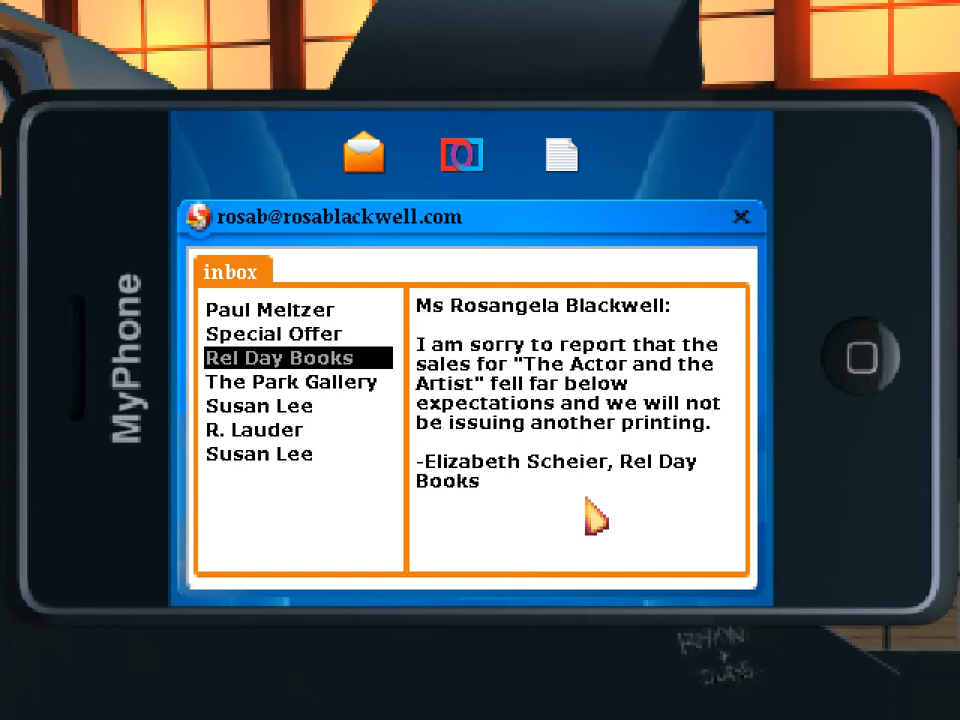 rosab@rosablackwell.com
inbox
Paul Meltzer
Special Offer
Rel Day Books
The Park Gallery
Susan Lee
R. Lauder
Susan Lee
Ms Rosangela Blackwell:
I am sorry to report that the
sales for "The Actor and the
Artist" fell far below
expectations and we will not
be issuing another printing.
-Elizabeth Scheier, Rel Day
Books
MyPhone